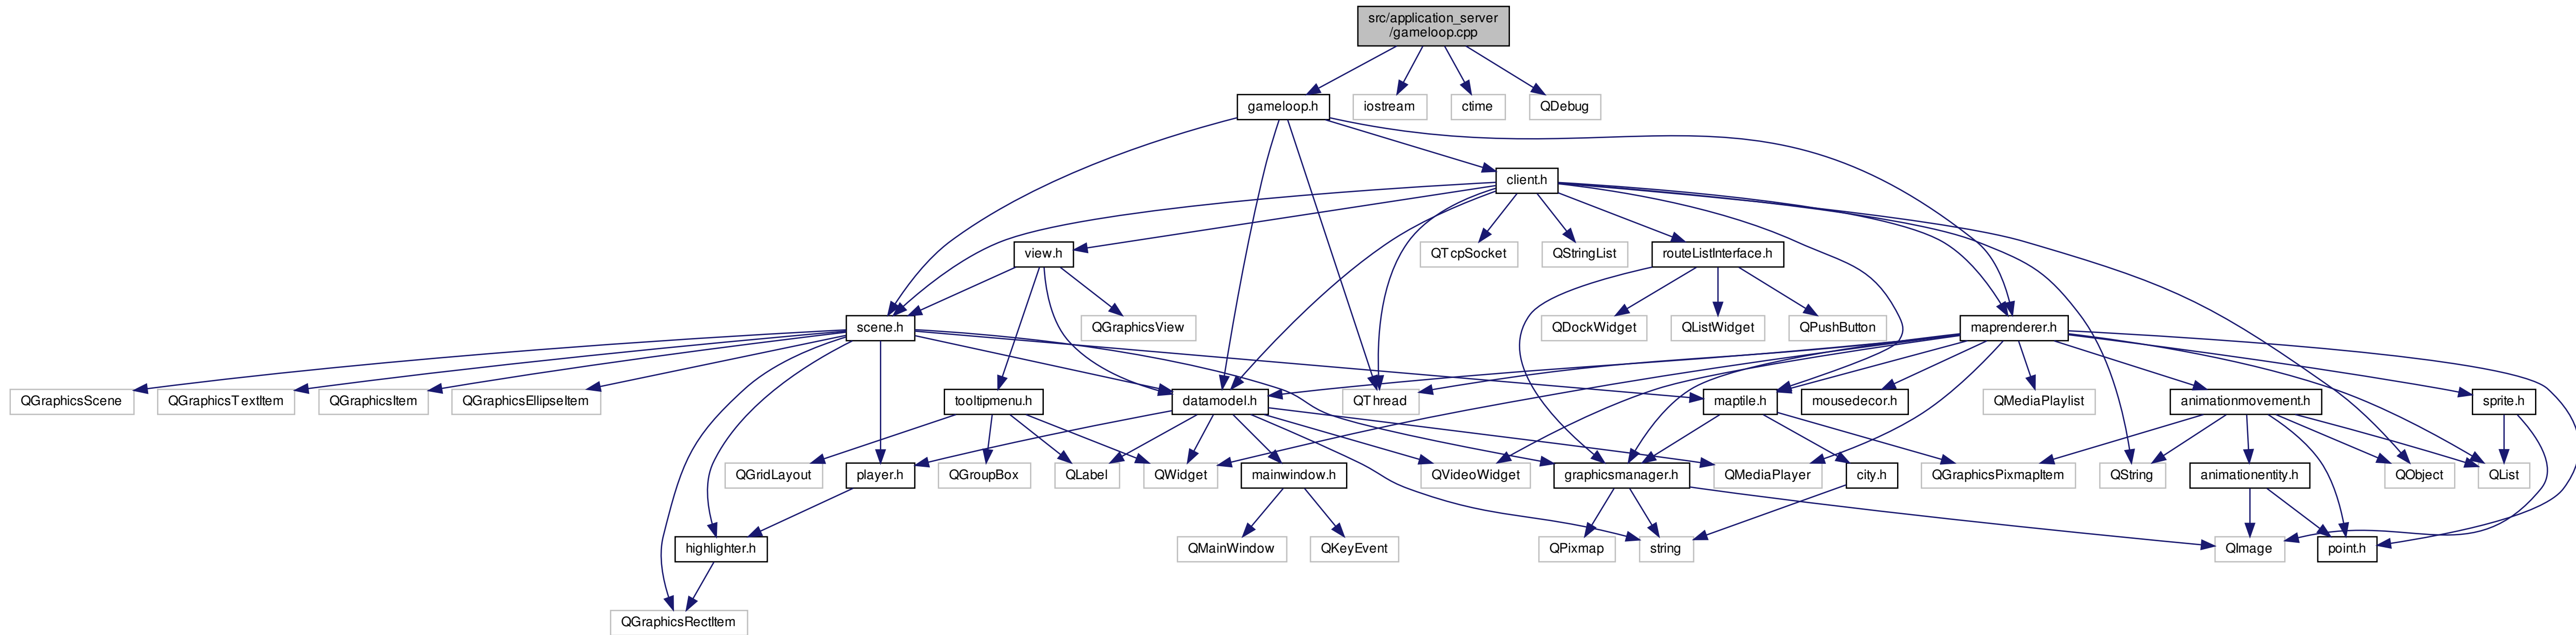 src/application_server
/gameloop.cpp
gameloop.h
iostream
ctime
QDebug
client.h
view.h
QTcpSocket
QStringList
routeListInterface.h
scene.h
QGraphicsView
QDockWidget
QListWidget
QPushButton
maprenderer.h
QGraphicsScene
QGraphicsTextItem
QGraphicsItem
QGraphicsEllipseItem
tooltipmenu.h
datamodel.h
QThread
maptile.h
mousedecor.h
QMediaPlaylist
animationmovement.h
sprite.h
QGridLayout
player.h
QGroupBox
QLabel
QWidget
mainwindow.h
QVideoWidget
graphicsmanager.h
QMediaPlayer
city.h
QGraphicsPixmapItem
QString
animationentity.h
QObject
QList
highlighter.h
QMainWindow
QKeyEvent
QPixmap
string
QImage
point.h
QGraphicsRectItem